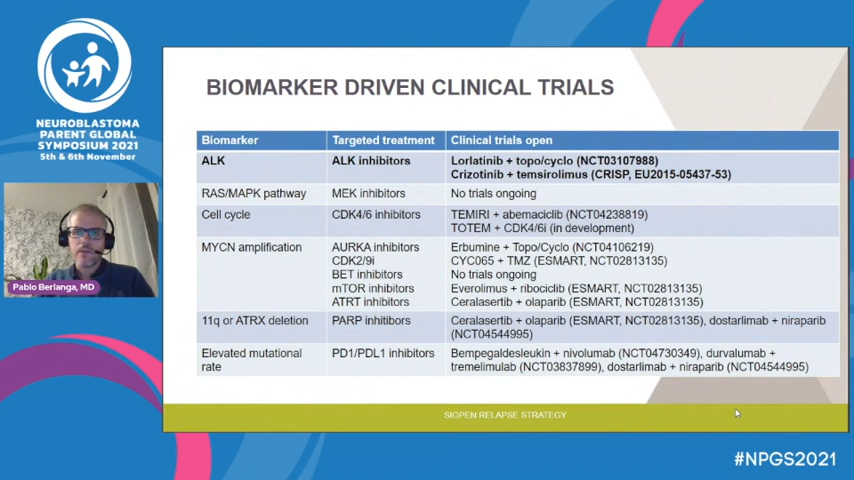 NEUROBLASTOMA
PARENT GLOBAL
SYMPOSIUM 2021
5th & 6th November
Pablo Berlanga, MD
BIOMARKER DRIVEN CLINICAL TRIALS
Biomarker Targeted treatment Clinical trials open
ALK ALK inhibitors Lorlatinib + topo/cyclo (NCT03107988)
Crizotinib + temsirolimus (CRISP, EU2015-05437-53)
RAS/MAPK pathway MEK inhibitors No trials ongoing
Cell cycle CDK4/6 inhibitors TEMIRI + abemaciclib (NCT04238819)
TOTEM + CDK4/6i (in development)
MYCN amplification AURKA inhibitors Erbumine + Topo/Cyclo (NCT04106219)
CDK2/9i CYC065 + TMZ (ESMART, NCT02813135)
BET inhibitors No trials ongoing
mTOR inhibitors Everolimus + ribociclib (ESMART, NCT02813135)
ATRT inhibitors Ceralasertib + olaparib (ESMART, NCT02813135)
11q or ATRX deletion PARP inhitibors Ceralasertib + olaparib (ESMART, NCT02813135), dostarlimab + niraparib
(NCT04544995)
Elevated mutational PD1/PDL1 inhibitors Bempegaldesleukin + nivolumab (NCT04730349), durvalumab +
rate tremelimulab (NCT03837899), dostarlimab + niraparib (NCT04544995)
SIOPEN RELAPSE STRATEGY
#NPGS2021